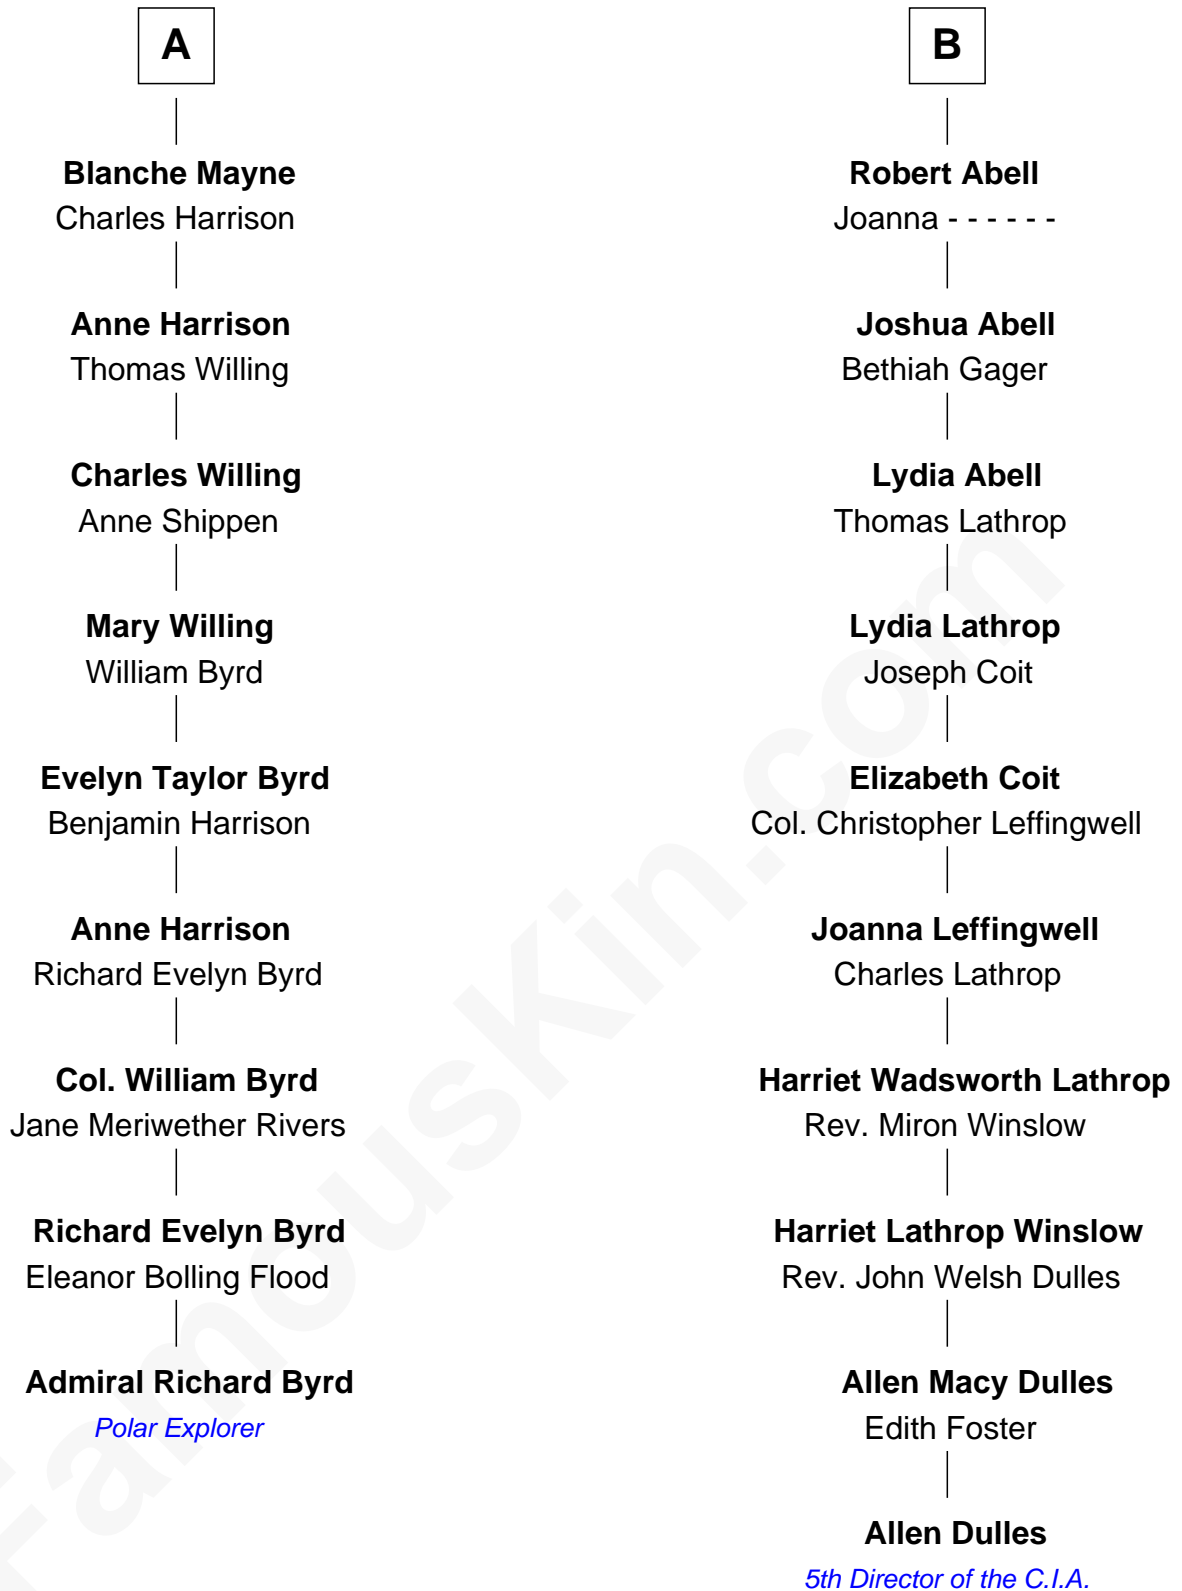 A
Blanche Mayne
Charles Harrison
Anne Harrison
Thomas Willing
Charles Willing
Anne Shippen
Mary Willing
William Byrd
Evelyn Taylor Byrd
Benjamin Harrison
Anne Harrison
Richard Evelyn Byrd
Col. William Byrd
Jane Meriwether Rivers
Richard Evelyn Byrd
Eleanor Bolling Flood
Admiral Richard Byrd
Polar Explorer
B
Robert Abell
Joanna - - - - - -
Joshua Abell
Bethiah Gager
Lydia Abell
Thomas Lathrop
Lydia Lathrop
Joseph Coit
Elizabeth Coit
Col. Christopher Leffingwell
Joanna Leffingwell
Charles Lathrop
Harriet Wadsworth Lathrop
Rev. Miron Winslow
Harriet Lathrop Winslow
Rev. John Welsh Dulles
Allen Macy Dulles
Edith Foster
Allen Dulles
5th Director of the C.I.A.
FamousKin.com